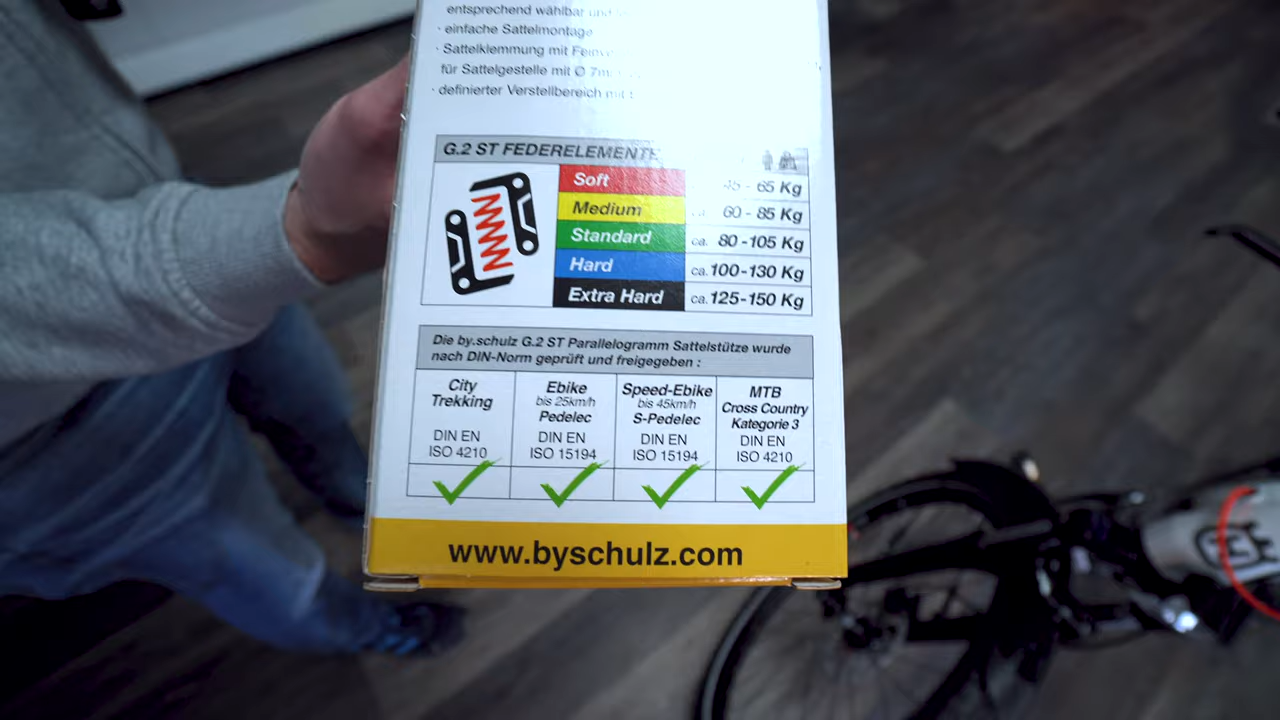 entsprechend wählbar und
· einfache Sattelmontage
· Sattelklemmung mit
für Sattelgestelle mit Ø 7m
· definierter Verstellbereich mit
G.2 ST FEDERELEMENTE
Soft 45 - 65 Kg
Medium ca. 60 - 85 Kg
Standard ca. 80 - 105 Kg
Hard ca. 100 - 130 Kg
Extra Hard ca. 125 - 150 Kg
Die by.schulz G.2 ST Parallelogramm Sattelstütze wurde
nach DIN-Norm geprüft und freigegeben :
City
Trekking
DIN EN
ISO 4210
Ebike
bis 25km/h
Pedelec
DIN EN
ISO 15194
Speed-Ebike
bis 45km/h
S-Pedelec
DIN EN
ISO 15194
MTB
Cross Country
Kategorie 3
DIN EN
ISO 4210
www.byschulz.com